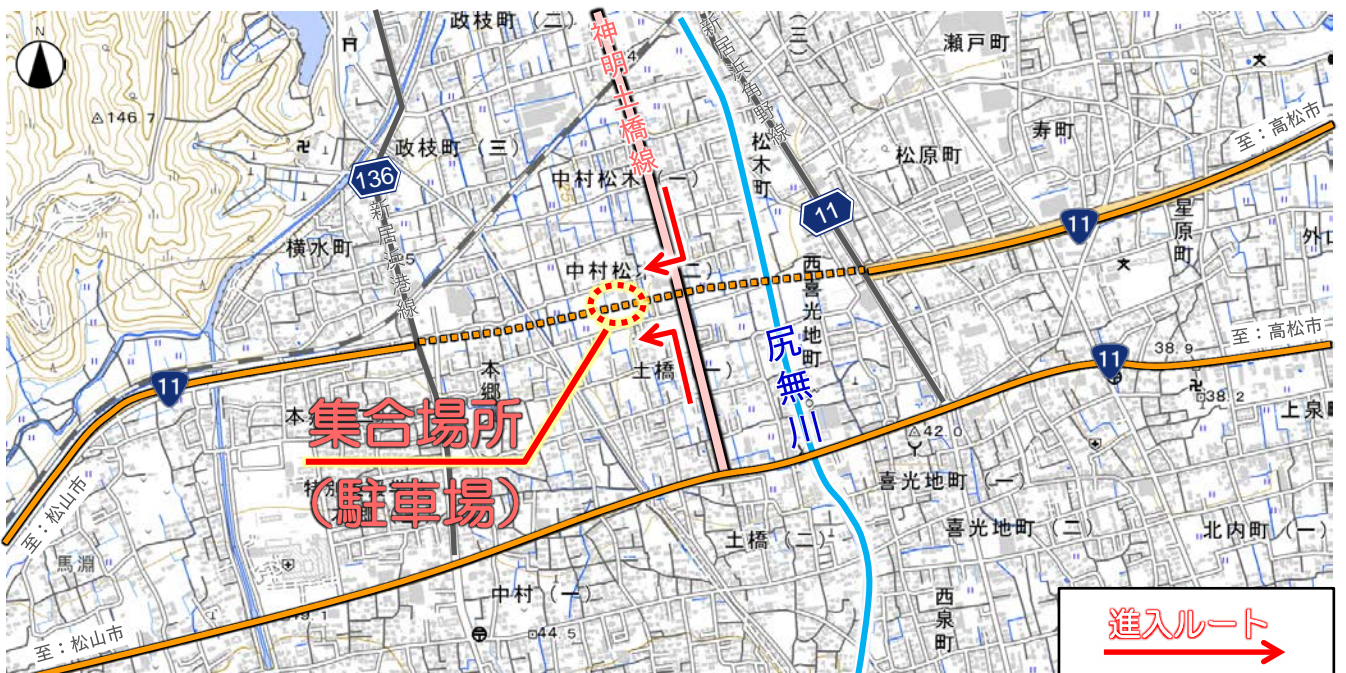 N
政枝町（二）
瀬戸町
神明土橋線
新居浜角野線
146.7
政枝町（三）
寿町
至：高松市
松木町
松原町
136
中村松木（一）
新居浜港線
11
横水町
11
星原町
中村松木（二）
西喜光地町
至：高松市
本郷
尻無川
11
38.9
11
土橋（一）
38.2
集合場所
（駐車場）
42.0
喜光地町（一）
至：松山市
喜光地町（二）
北内町（一）
土橋（二）
馬淵
中村（一）
西泉町
44.5
至：松山市
進入ルート